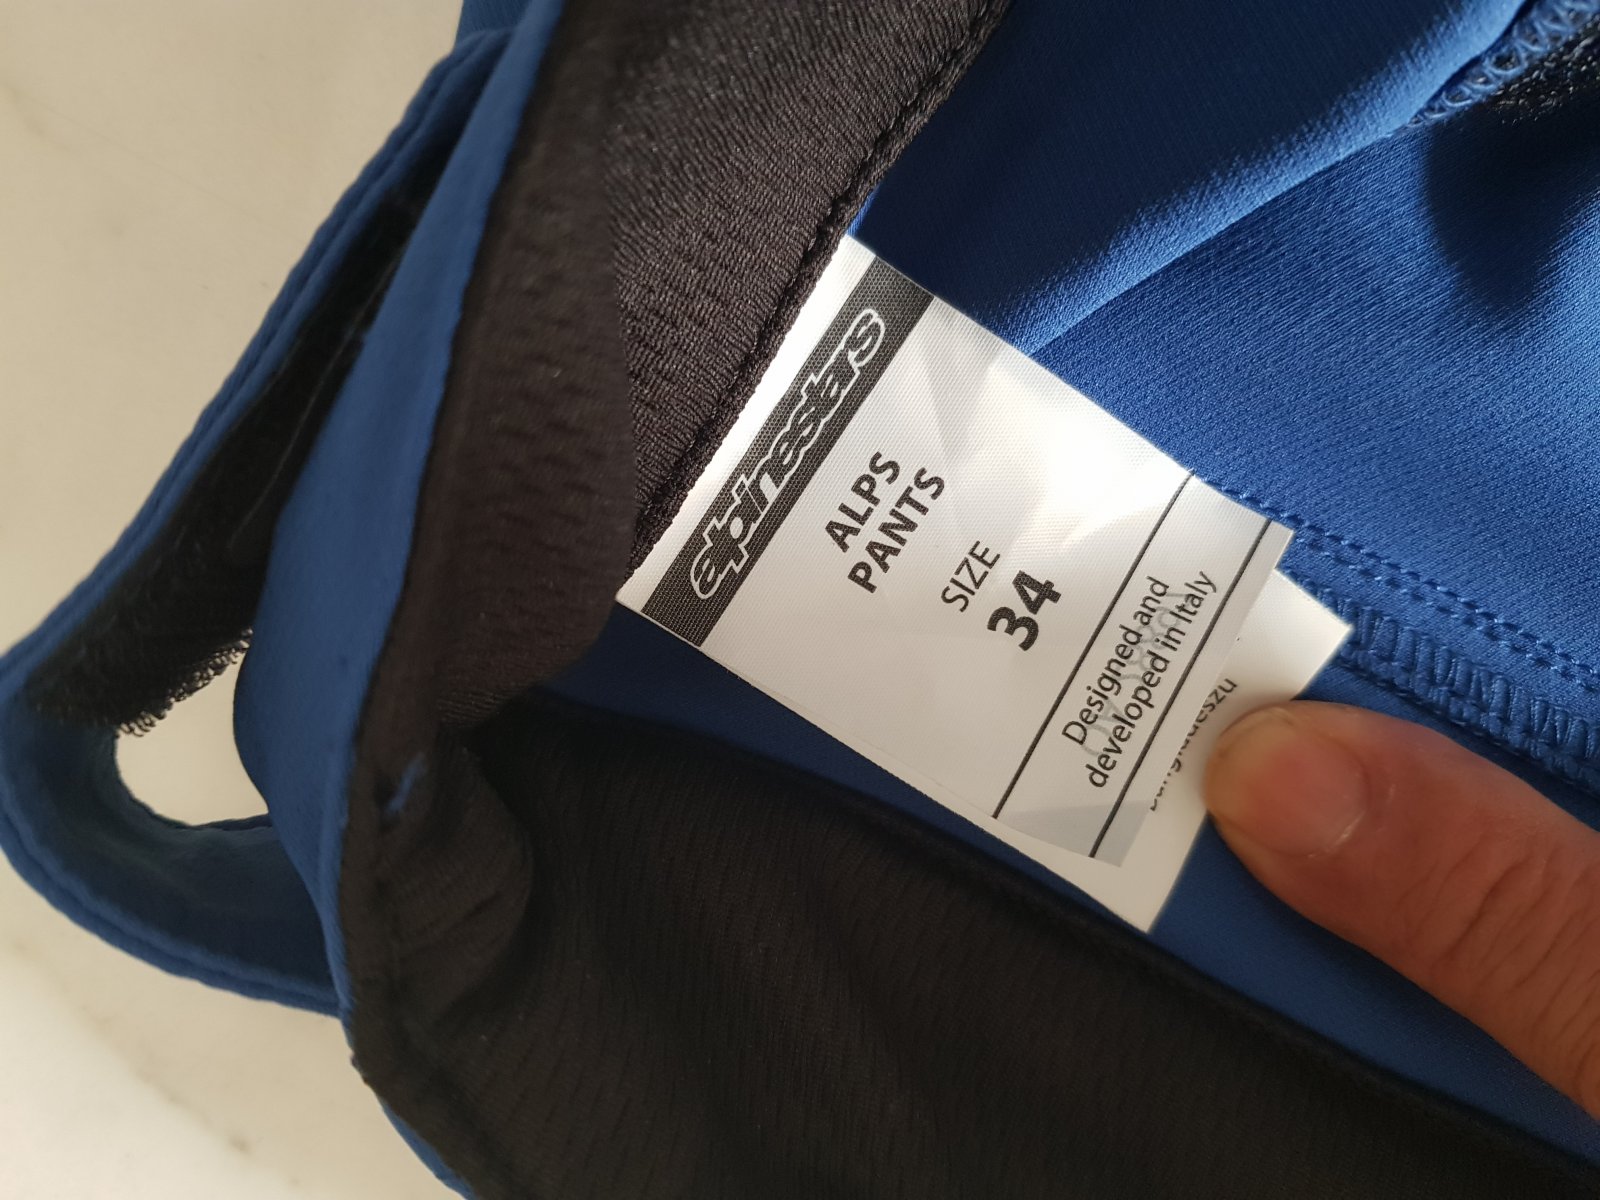 alpinestars
ALPS
PANTS
SIZE
34
Designed and
developed in Italy